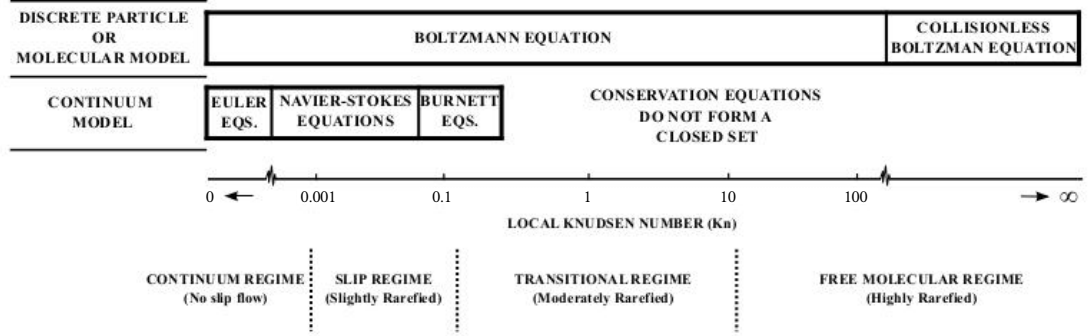 DISCRETE PARTICLE
OR
MOLECULAR MODEL
BOLTZMANN EQUATION
COLLISIONLESS
BOLTZMAN EQUATION
CONTINUUM
MODEL
EULER
EQS.
NAVIER-STOKES
EQUATIONS
BURNETT
EQS.
CONSERVATION EQUATIONS
DO NOT FORM A
CLOSED SET
0 ← 0.001 0.1 1 10 100 → ∞
LOCAL KNUDSEN NUMBER (Kn)
CONTINUUM REGIME
(No slip flow)
SLIP REGIME
(Slightly Rarefied)
TRANSITIONAL REGIME
(Moderately Rarefied)
FREE MOLECULAR REGIME
(Highly Rarefied)